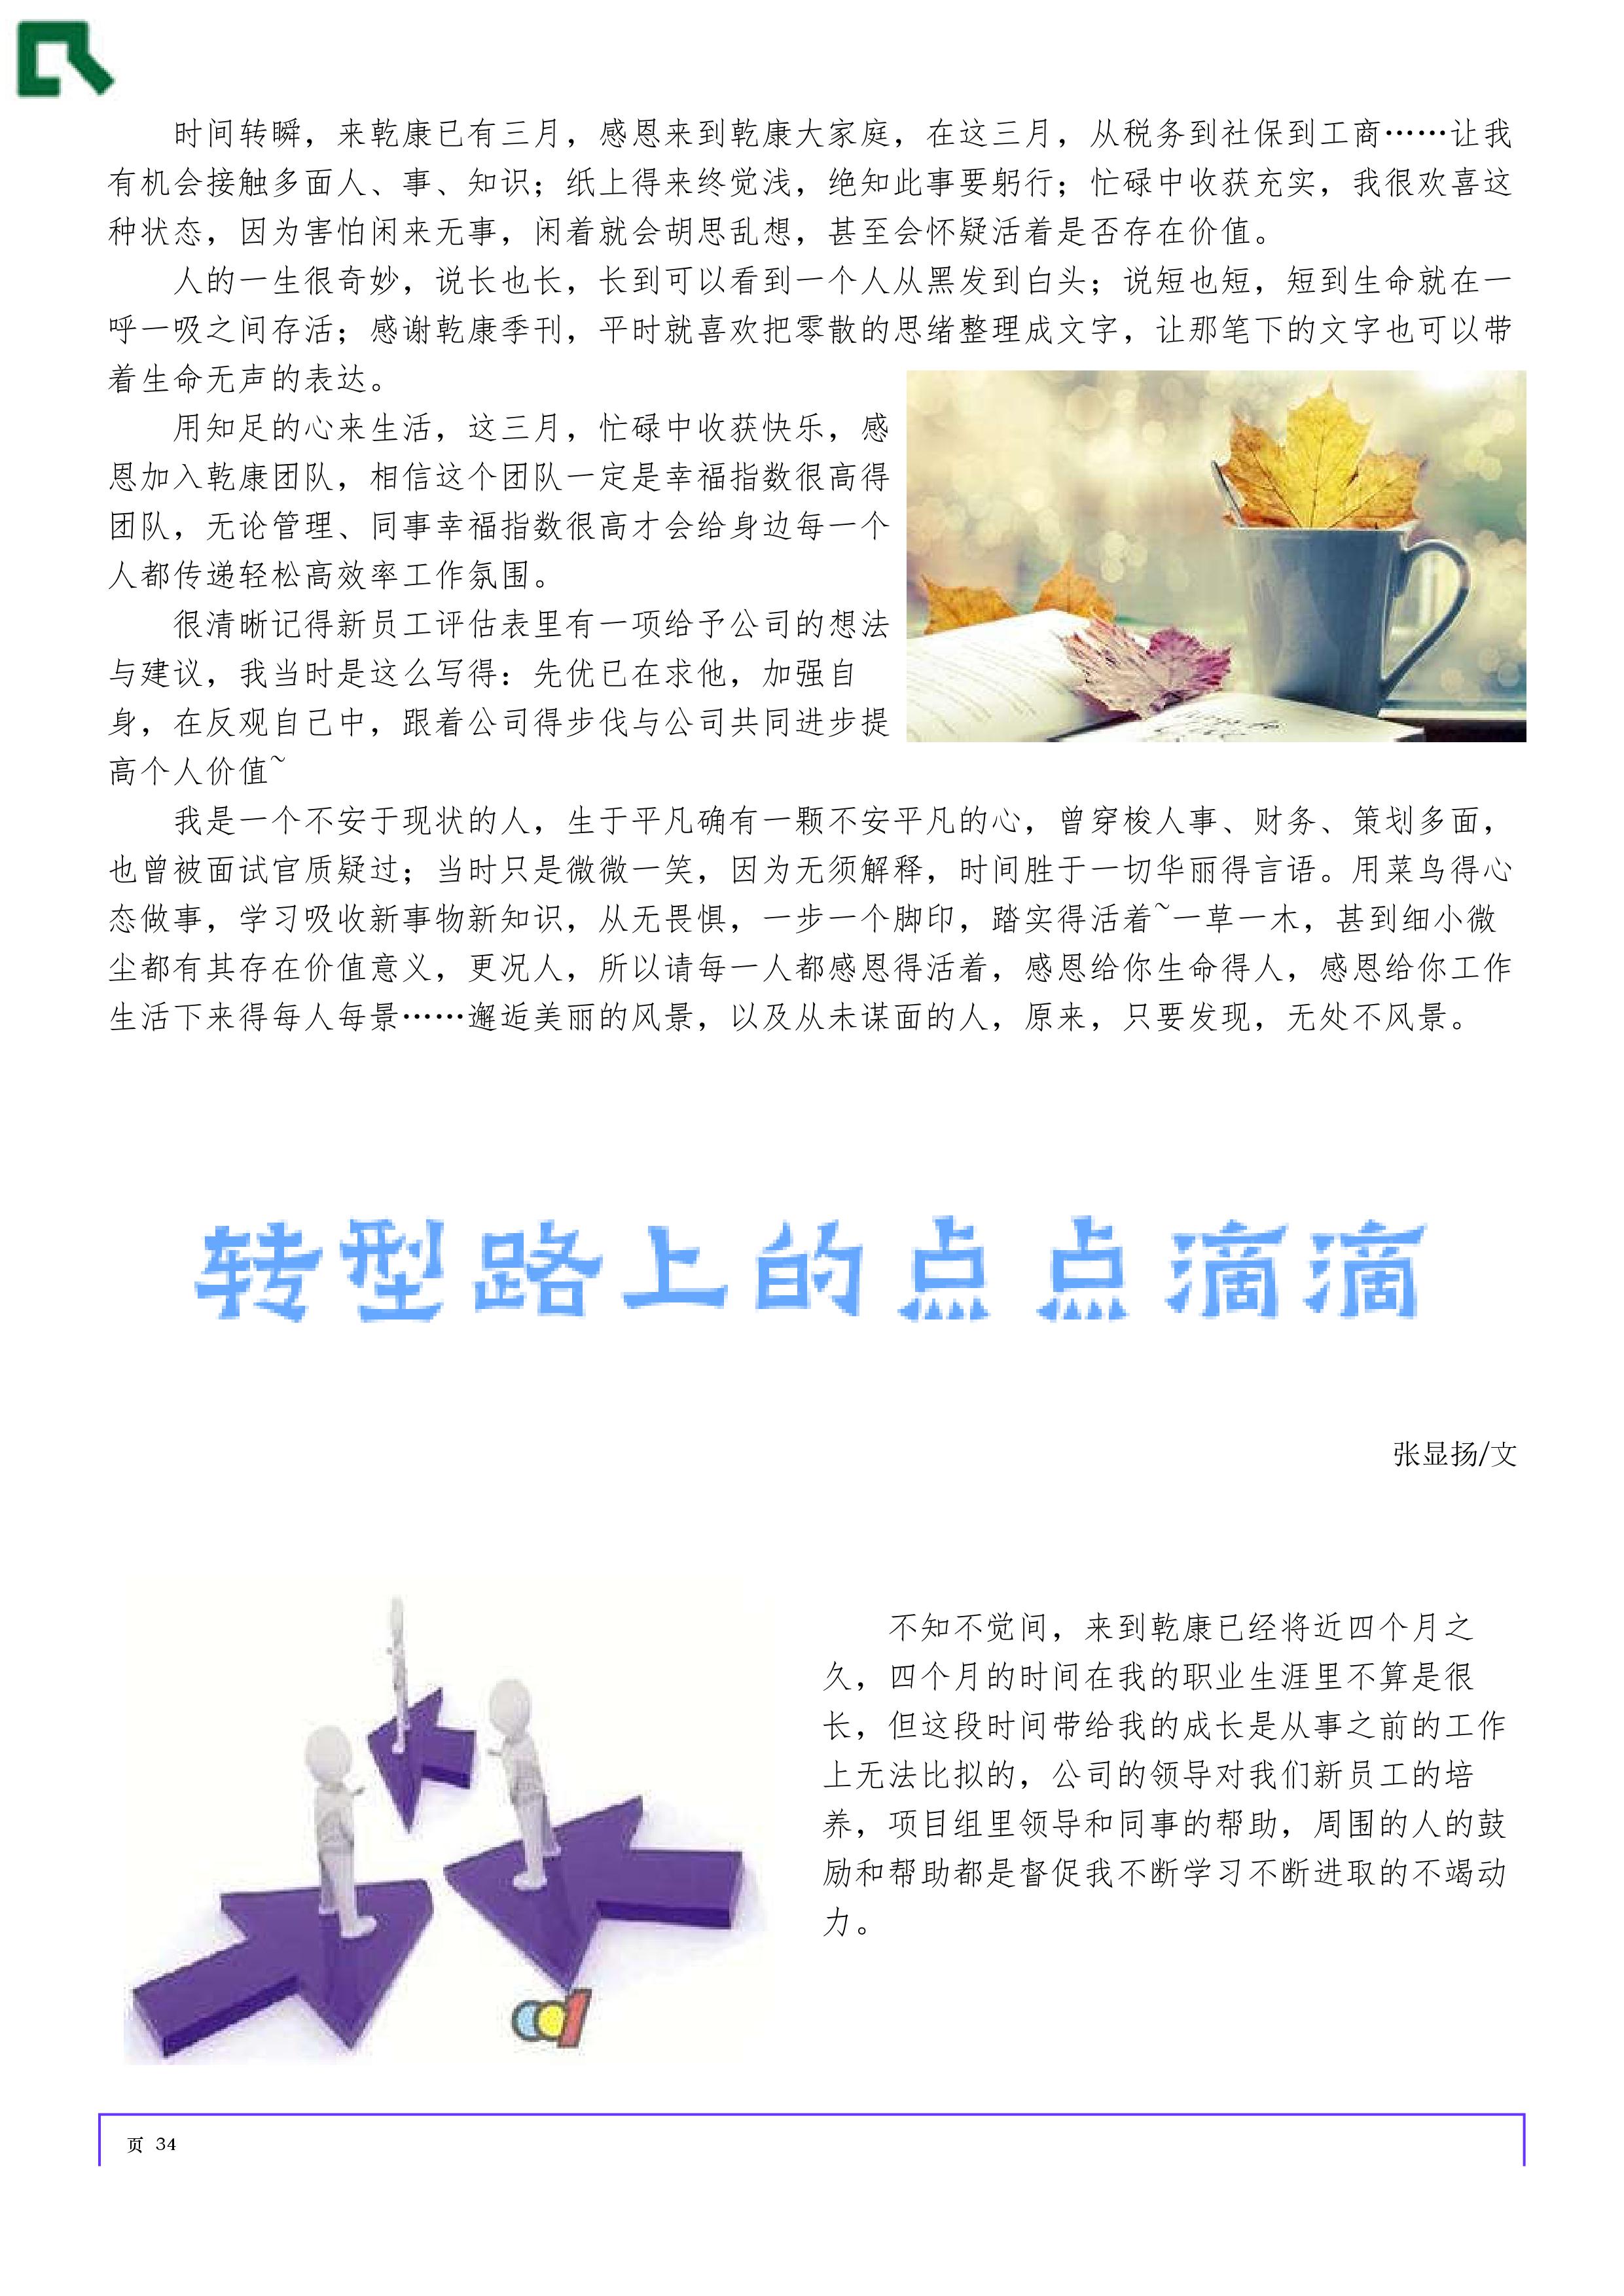 时间转瞬，来乾康已有三月，感恩来到乾康大家庭，在这三月，从税务到社保到工商……让我
有机会接触多面人、事、知识；纸上得来终觉浅，绝知此事要躬行；忙碌中收获充实，我很欢喜这
种状态，因为害怕闲来无事，闲着就会胡思乱想，甚至会怀疑活着是否存在价值。
人的一生很奇妙，说长也长，长到可以看到一个人从黑发到白头；说短也短，短到生命就在一
呼一吸之间存活；感谢乾康季刊，平时就喜欢把零散的思绪整理成文字，让那笔下的文字也可以带
着生命无声的表达。
用知足的心来生活，这三月，忙碌中收获快乐，感
恩加入乾康团队，相信这个团队一定是幸福指数很高得
团队，无论管理、同事幸福指数很高才会给身边每一个
人都传递轻松高效率工作氛围。
很清晰记得新员工评估表里有一项给予公司的想法
与建议，我当时是这么写得：先优已在求他，加强自
身，在反观自己中，跟着公司得步伐与公司共同进步提
高个人价值~
我是一个不安于现状的人，生于平凡确有一颗不安平凡的心，曾穿梭人事、财务、策划多面，
也曾被面试官质疑过；当时只是微微一笑，因为无须解释，时间胜于一切华丽得言语。用菜鸟得心
态做事，学习吸收新事物新知识，从无畏惧，一步一个脚印，踏实得活着~一草一木，甚到细小微
尘都有其存在价值意义，更况人，所以请每一人都感恩得活着，感恩给你生命得人，感恩给你工作
生活下来得每人每景……邂逅美丽的风景，以及从未谋面的人，原来，只要发现，无处不风景。
转型路上的点点滴滴
张显扬/文
不知不觉间，来到乾康已经将近四个月之
久，四个月的时间在我的职业生涯里不算是很
长，但这段时间带给我的成长是从事之前的工作
上无法比拟的，公司的领导对我们新员工的培
养，项目组里领导和同事的帮助，周围的人的鼓
励和帮助都是督促我不断学习不断进取的不竭动
力。
页 34